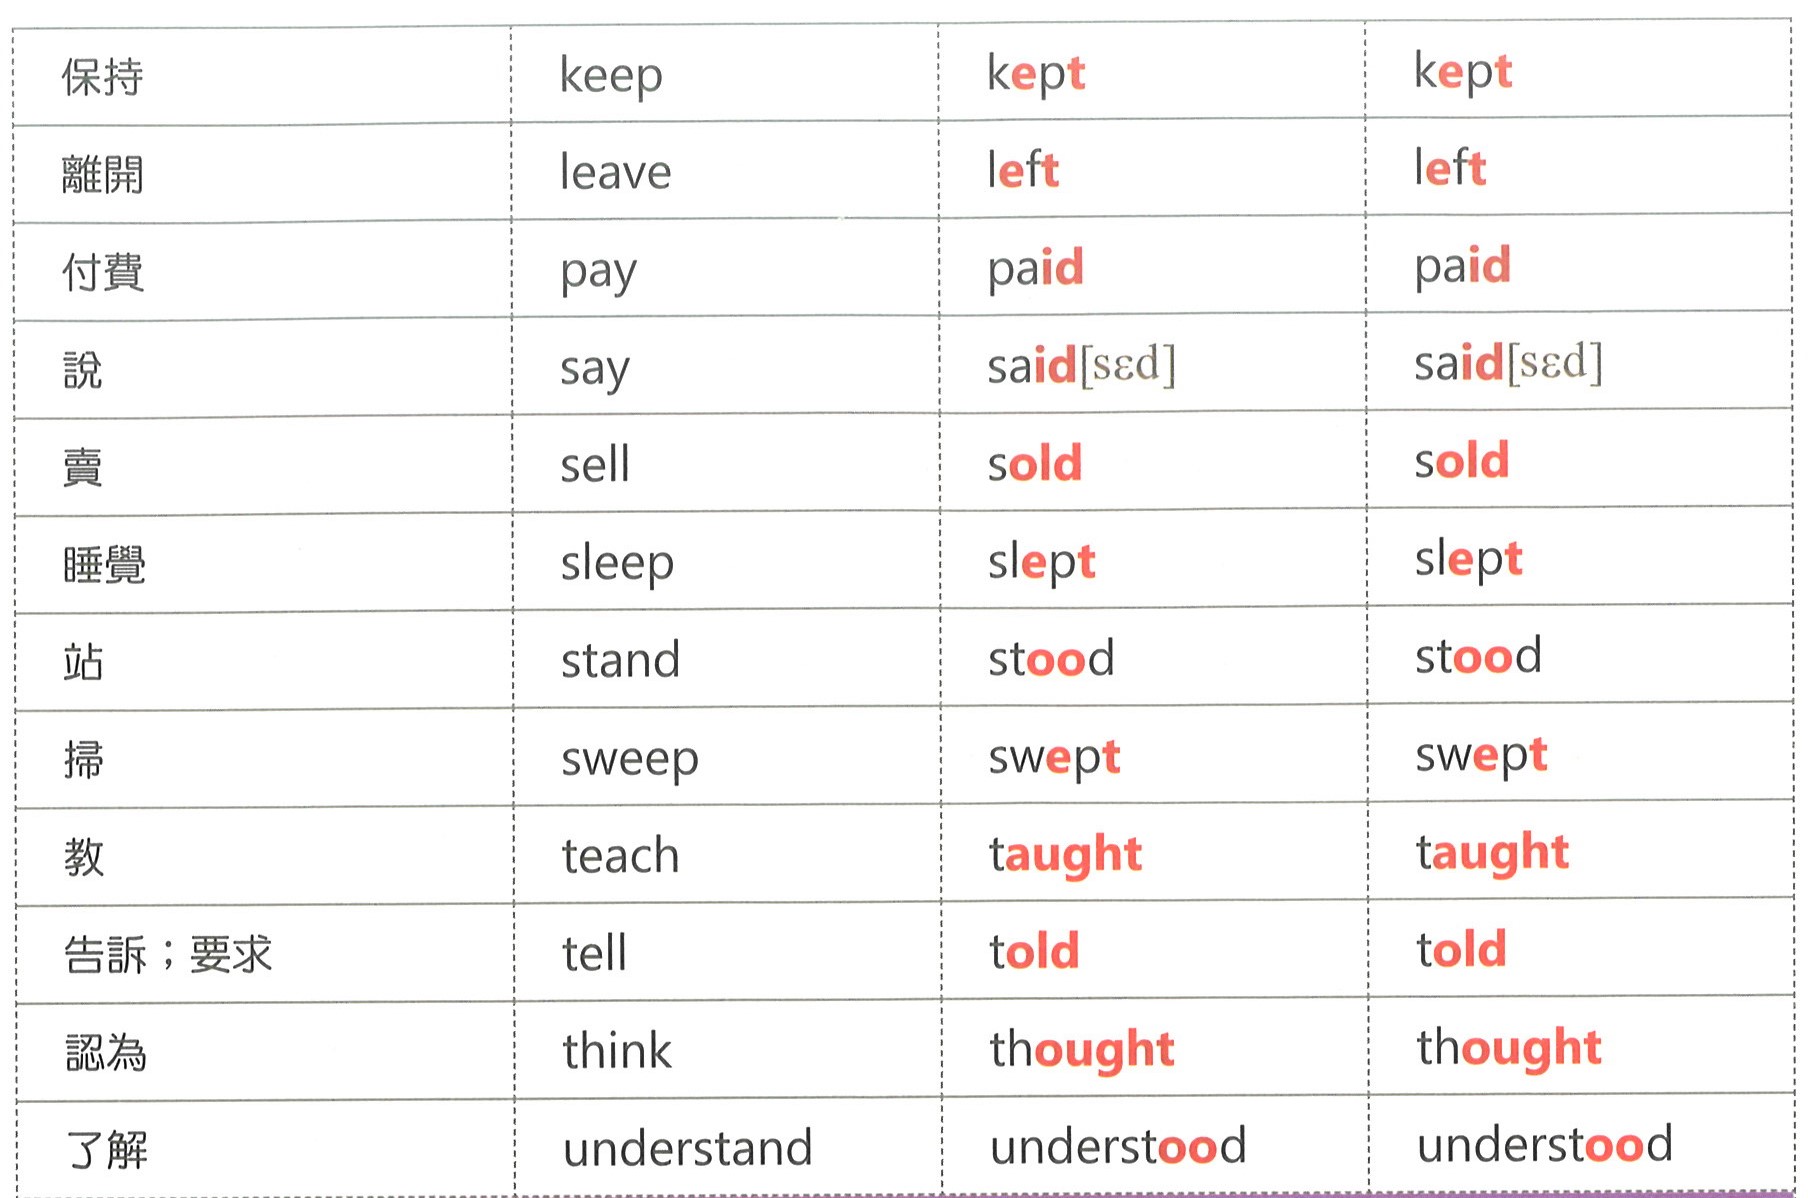 保持 keep kept kept
離開 leave left left
付費 pay paid paid
說 say said[sɛd] said[sɛd]
賣 sell sold sold
睡覺 sleep slept slept
站 stand stood stood
掃 sweep swept swept
教 teach taught taught
告訴；要求 tell told told
認為 think thought thought
了解 understand understood understood